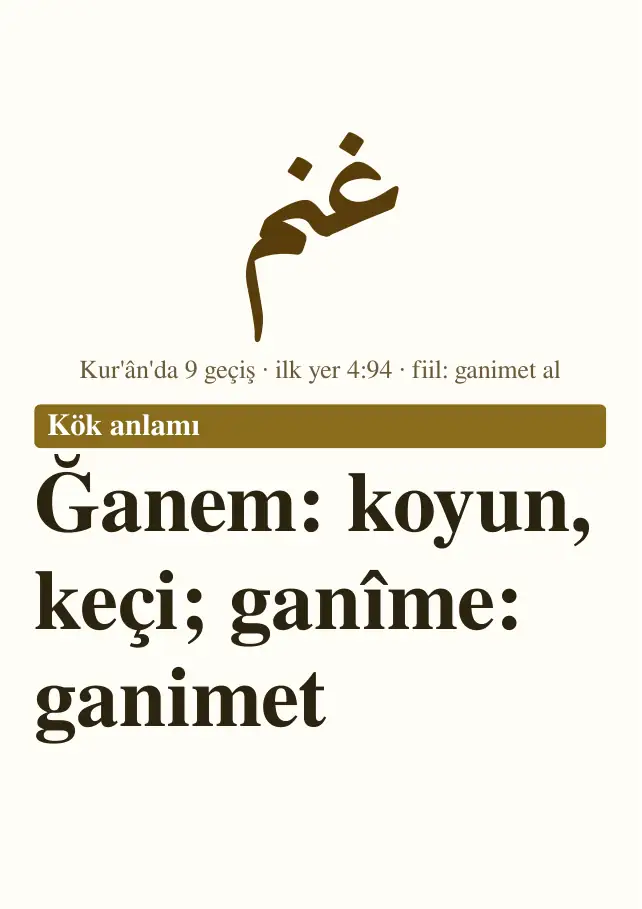 غنم
Kur'ân'da 9 geçiş · ilk yer 4:94 · fiil: ganimet al
Kök anlamı
Ğanem: koyun,
keçi; ganîme:
ganimet